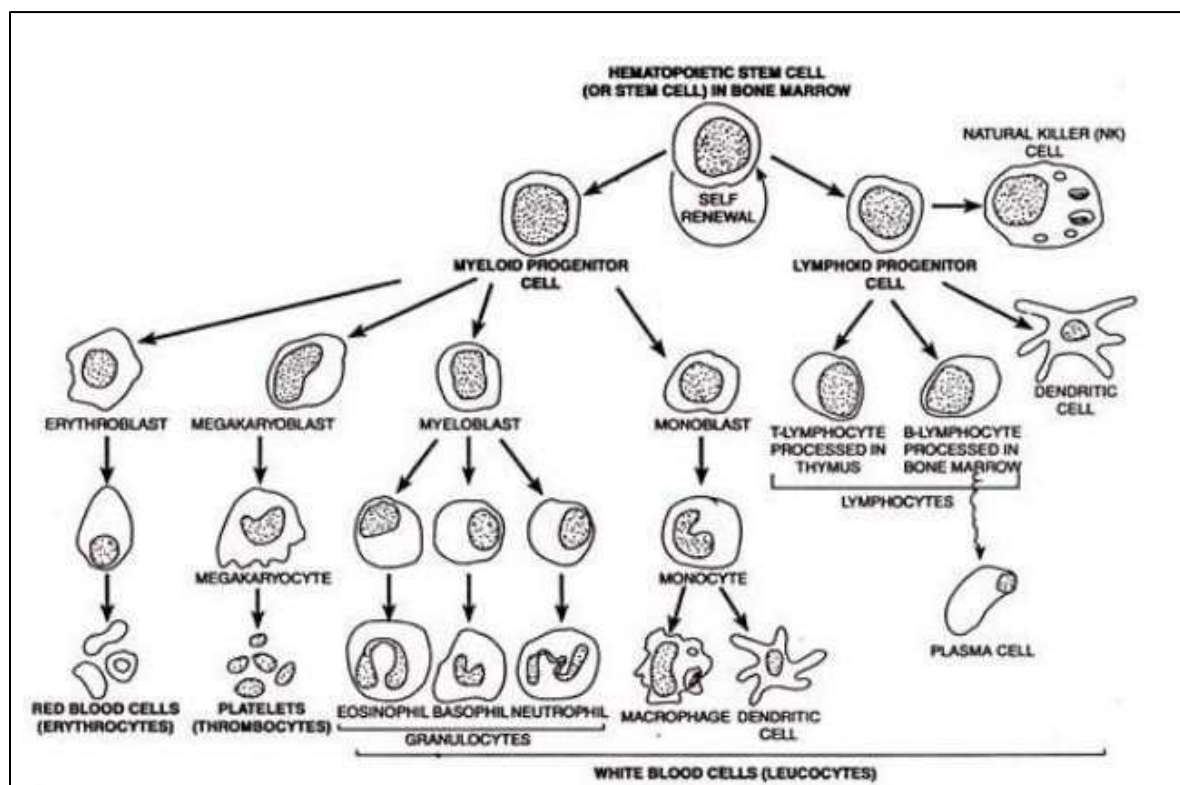 HEMATOPOIETIC STEM CELL
(OR STEM CELL) IN BONE MARROW
NATURAL KILLER (NK)
CELL
SELF
RENEWAL
MYELOID PROGENITOR
CELL
LYMPHOID PROGENITOR
CELL
DENDRITIC
CELL
ERYTHROBLAST
MEGAKARYOBLAST
MYELOBLAST
MONOBLAST
T-LYMPHOCYTE
PROCESSED IN
THYMUS
B-LYMPHOCYTE
PROCESSED IN
BONE MARROW
LYMPHOCYTES
MEGAKARYOCYTE
MONOCYTE
PLASMA CELL
RED BLOOD CELLS
(ERYTHROCYTES)
PLATELETS
(THROMBOCYTES)
EOSINOPHIL
BASOPHIL
NEUTROPHIL
GRANULOCYTES
MACROPHAGE
DENDRITIC
CELL
WHITE BLOOD CELLS (LEUCOCYTES)